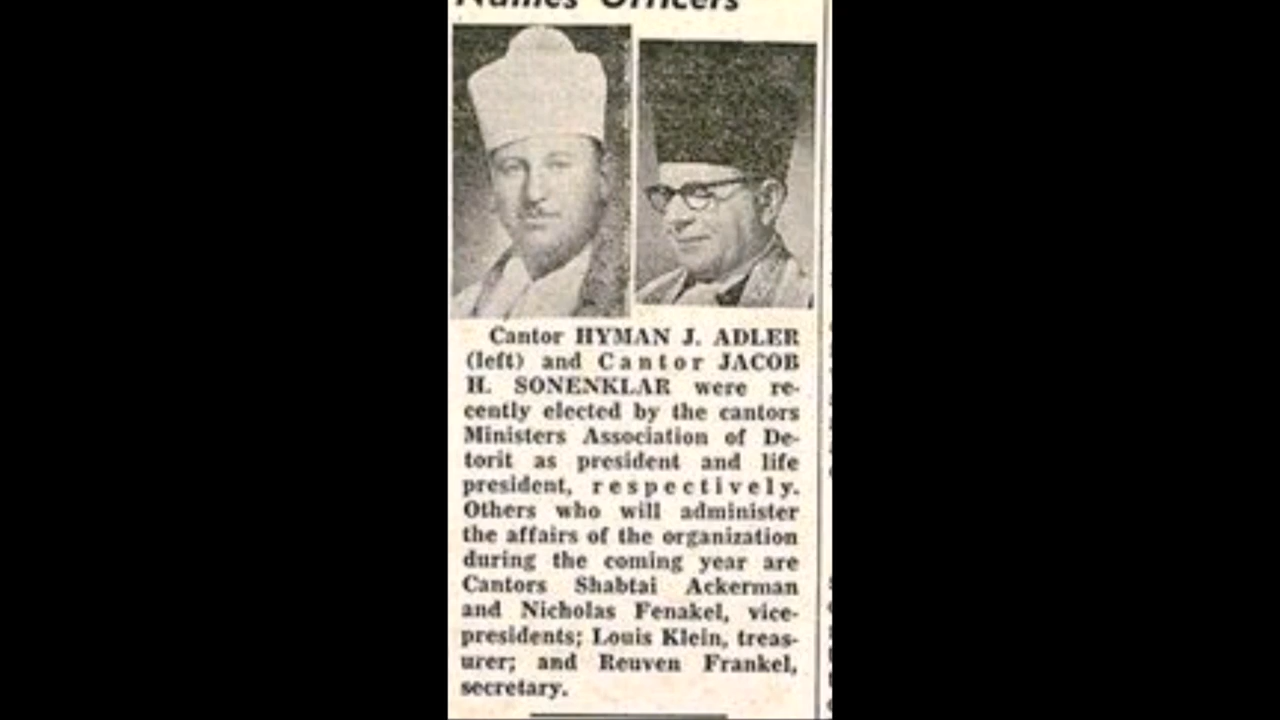 Names Officers
Cantor HYMAN J. ADLER
(left) and Cantor JACOB
H. SONENKLAR were re-
cently elected by the cantors
Ministers Association of De-
torit as president and life
president, respectively.
Others who will administer
the affairs of the organization
during the coming year are
Cantors Shabtai Ackerman
and Nicholas Fenakel, vice-
presidents; Louis Klein, treas-
urer; and Reuven Frankel,
secretary.